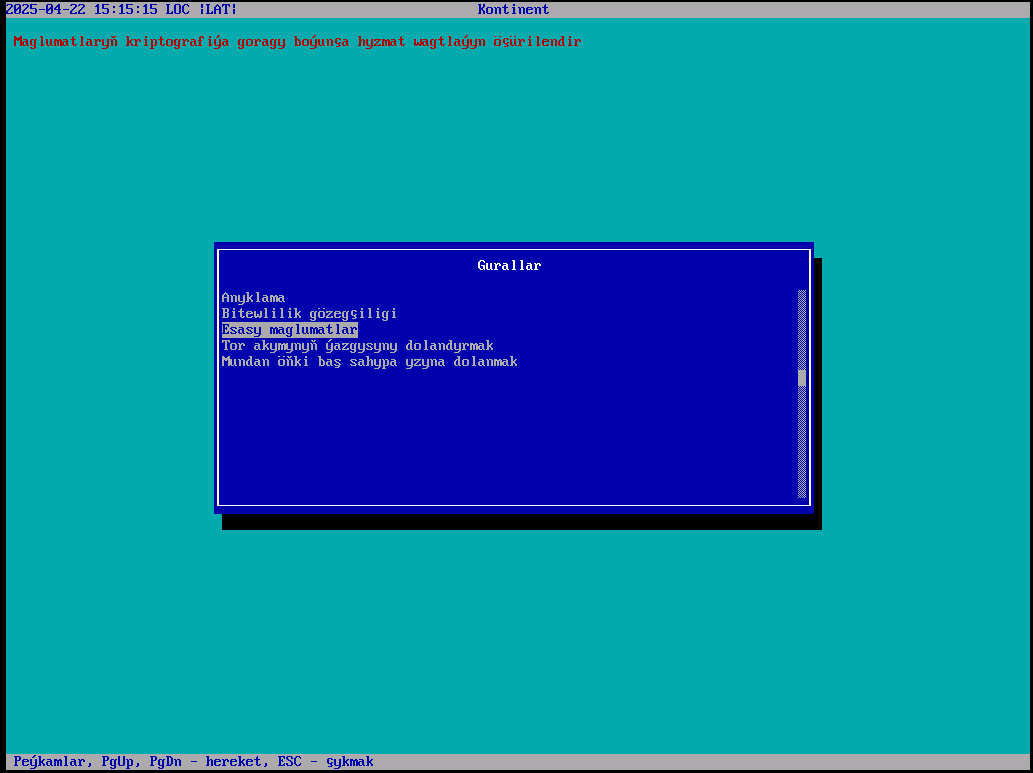 2025-04-22 15:15:15 LOC |LAT| Kontinent
Maglumatlaryň kriptografiýa goragy boýunça hyzmat wagtlaýyn öçürilendir
Gurallar
Anyklama
Bitewlilik gözegçiligi
Esasy maglumatlar
Tor akymynyň ýazgysyny dolandyrmak
Mundan öňki baş sahypa yzyna dolanmak
Peýkamlar, PgUp, PgDn - hereket, ESC - çykmak